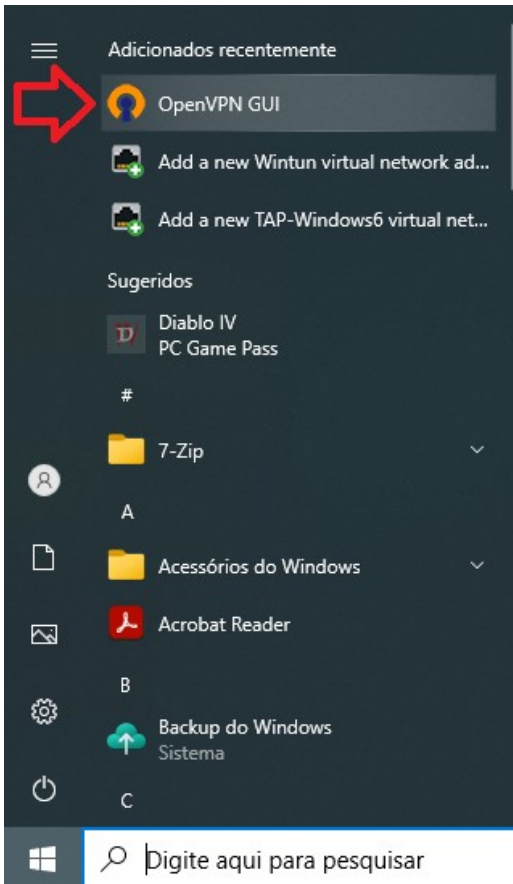 Adicionados recentemente
OpenVPN GUI
Add a new Wintun virtual network ad...
Add a new TAP-Windows6 virtual net...
Sugeridos
Diablo IV
PC Game Pass
#
7-Zip
A
Acessórios do Windows
Acrobat Reader
B
Backup do Windows
Sistema
C
Digite aqui para pesquisar